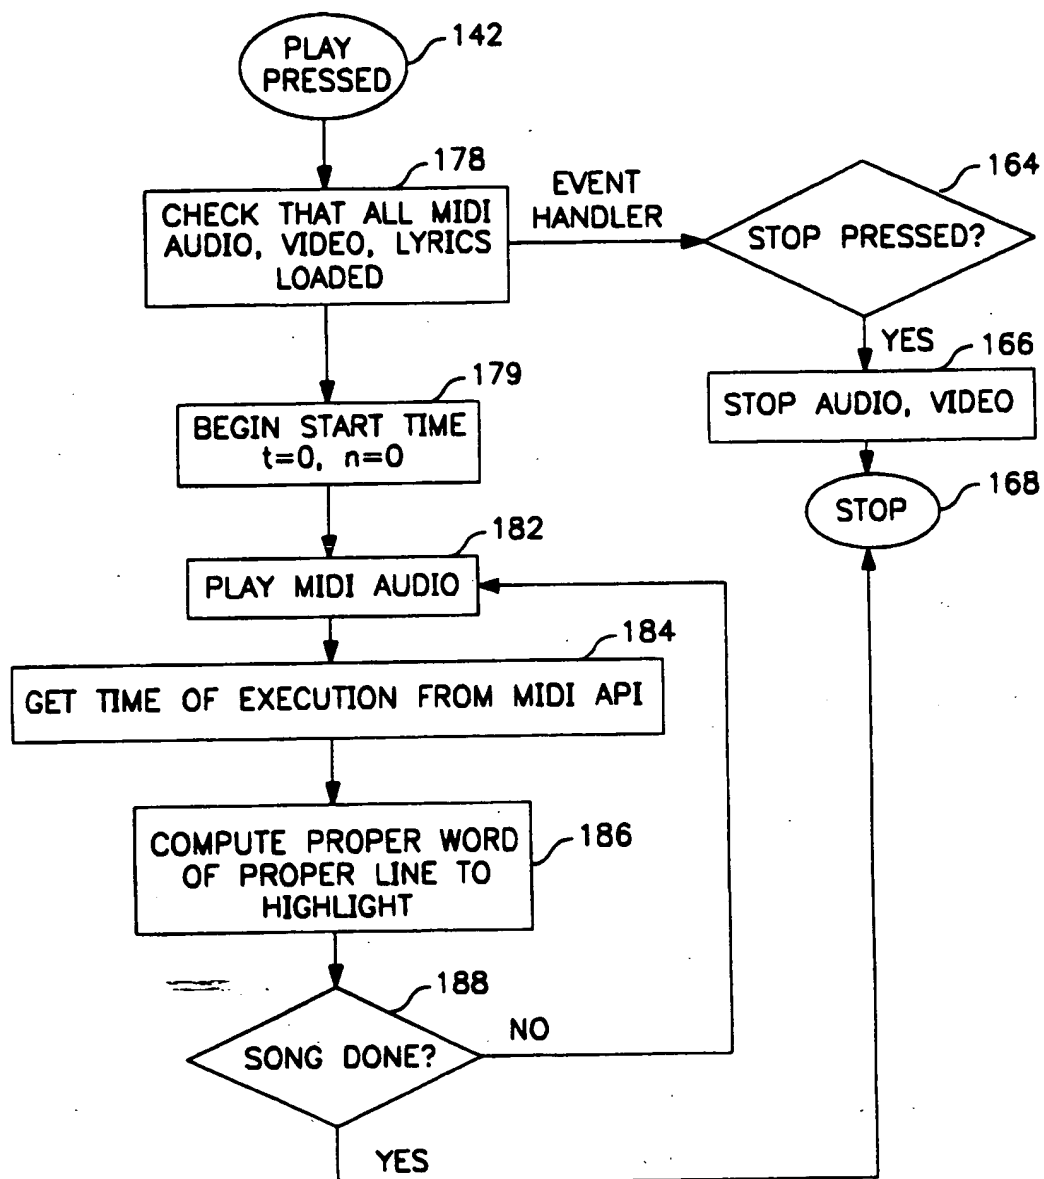 PLAY
PRESSED
142
178
CHECK THAT ALL MIDI
AUDIO, VIDEO, LYRICS
LOADED
EVENT
HANDLER
164
STOP PRESSED?
YES
166
STOP AUDIO, VIDEO
168
STOP
179
BEGIN START TIME
t=0, n=0
182
PLAY MIDI AUDIO
184
GET TIME OF EXECUTION FROM MIDI API
COMPUTE PROPER WORD
OF PROPER LINE TO
HIGHLIGHT
186
188
SONG DONE?
NO
YES